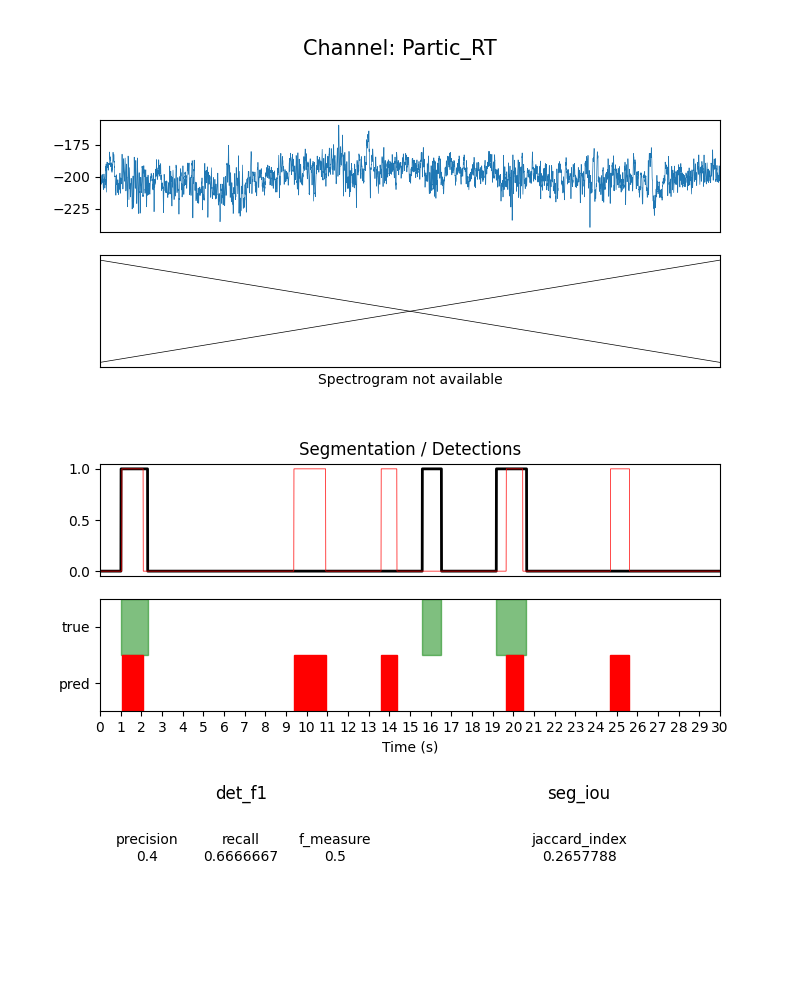 Channel: Partic_RT
−175
−200
−225
Spectrogram not available
Segmentation / Detections
1.0
0.5
0.0
true
pred
0 1 2 3 4 5 6 7 8 9 10 11 12 13 14 15 16 17 18 19 20 21 22 23 24 25 26 27 28 29 30
Time (s)
det_f1 seg_iou
precision recall f_measure jaccard_index
0.4 0.6666667 0.5 0.2657788